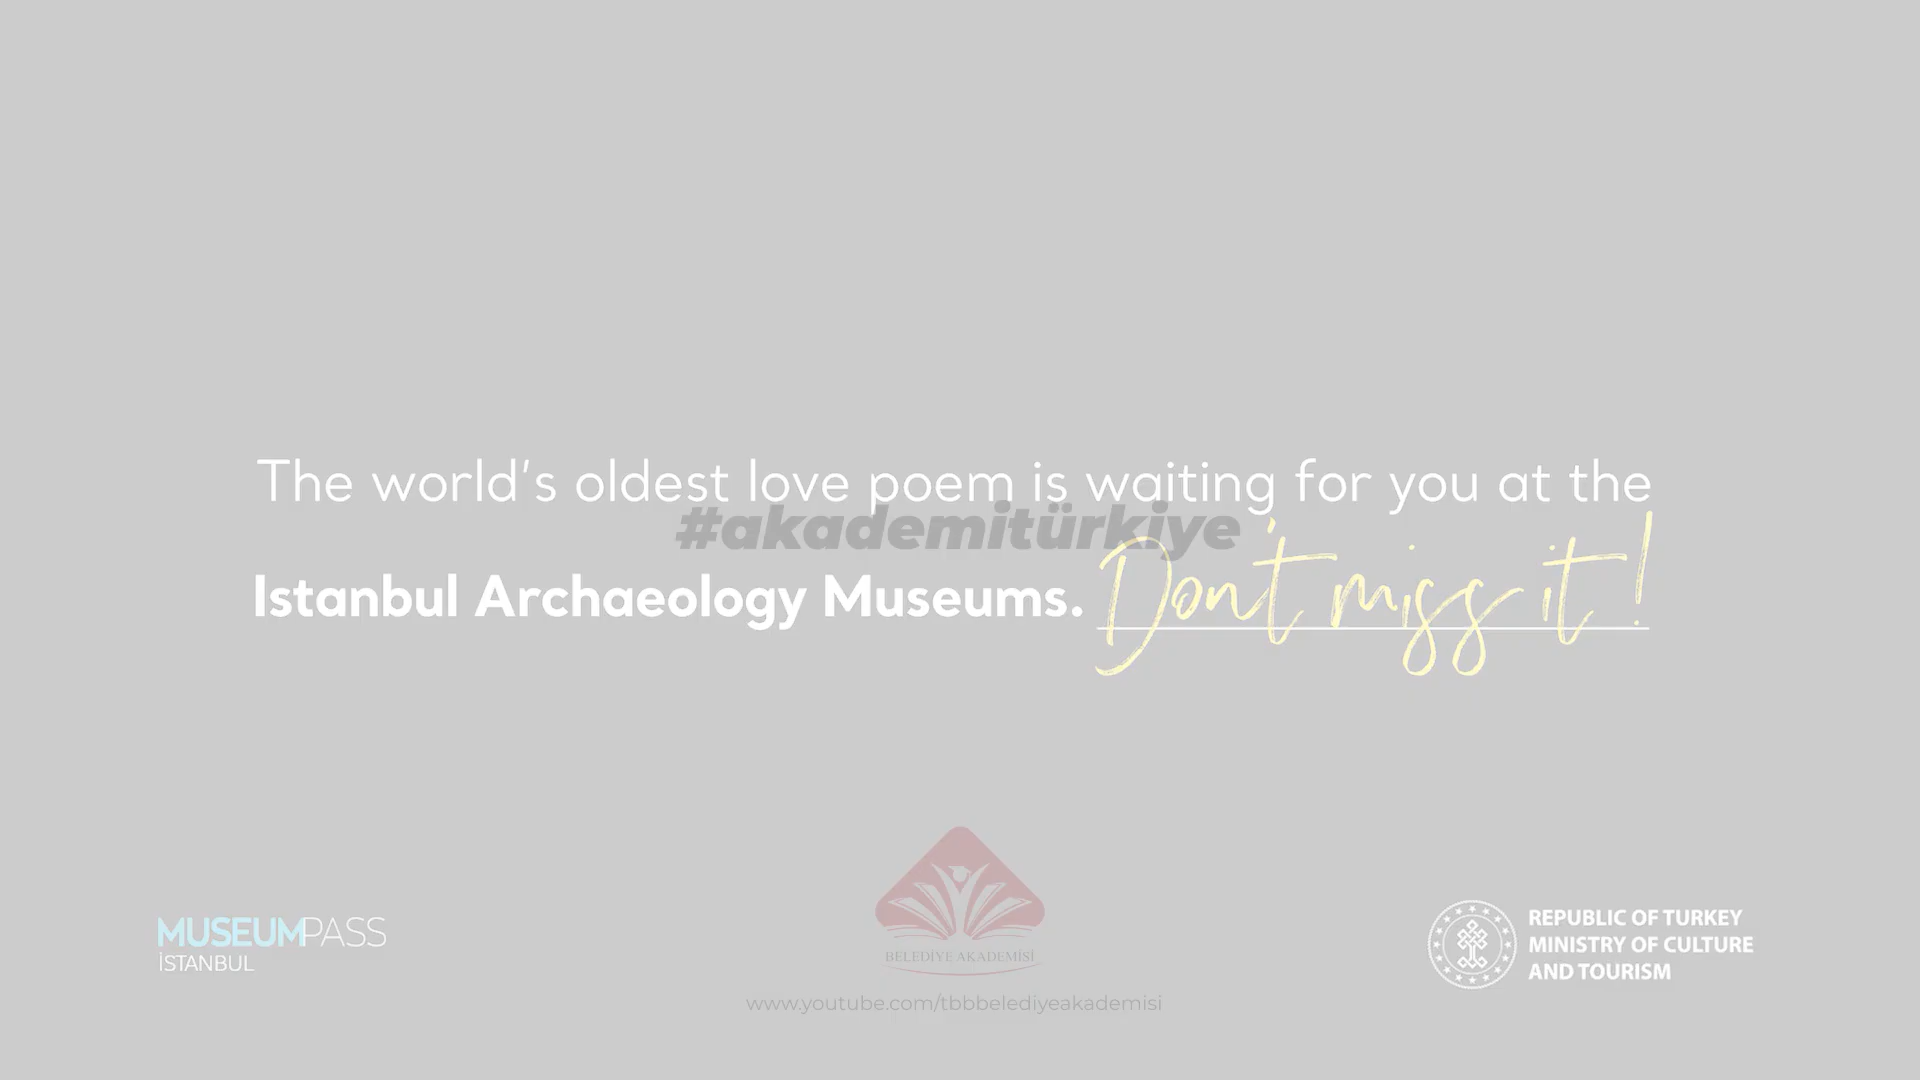 The world's oldest love poem is waiting for you at the
#akademitürkiye
Istanbul Archaeology Museums. Don't miss it!
MUSEUMPASS
İSTANBUL
BELEDİYE AKADEMİSİ
www.youtube.com/tbbbelediyeakademisi
REPUBLIC OF TURKEY
MINISTRY OF CULTURE
AND TOURISM